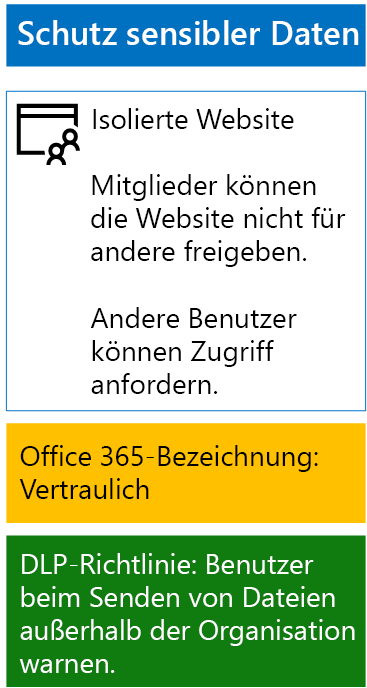 Schutz sensibler Daten
Isolierte Website
Mitglieder können
die Website nicht für
andere freigeben.
Andere Benutzer
können Zugriff
anfordern.
Office 365-Bezeichnung:
Vertraulich
DLP-Richtlinie: Benutzer
beim Senden von Dateien
außerhalb der Organisation
warnen.